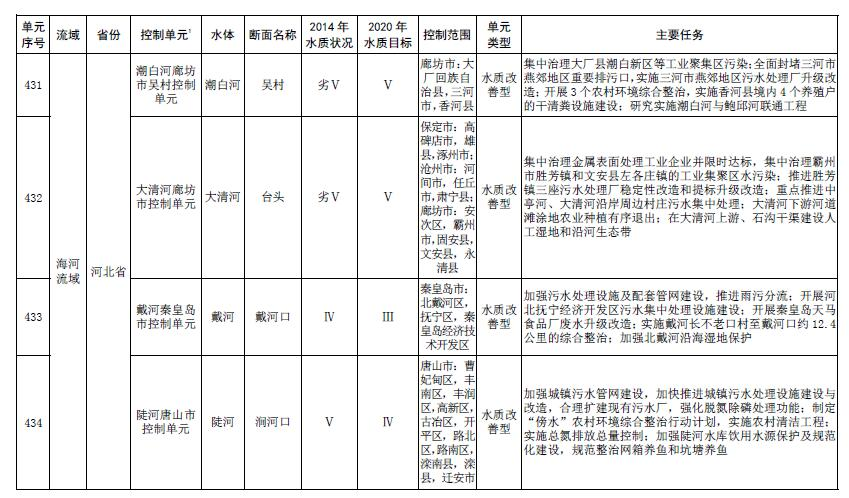 单元序号 流域 省份 控制单元¹ 水体 断面名称 2014年水质状况 2020年水质目标 控制范围 单元类型 主要任务
海河流域
河北省
431
潮白河廊坊
市吴村控制
单元
潮白河
吴村
劣Ⅴ
Ⅴ
廊坊市:大
厂回族自
治县,三河
市,香河县
水质改
善型
集中治理大厂县潮白新区等工业聚集区污染;全面封堵三河市
燕郊地区重要排污口,实施三河市燕郊地区污水处理厂升级改
造;开展3个农村环境综合整治,实施香河县境内4个养殖户
的干清粪设施建设;研究实施潮白河与鲍邱河联通工程
432
大清河廊坊
市控制单元
大清河
台头
劣Ⅴ
Ⅴ
保定市:高
碑店市,雄
县,涿州市;
沧州市:河
间市,任丘
市,肃宁县;
廊坊市:安
次区,霸州
市,固安县,
文安县,永
清县
水质改
善型
集中治理金属表面处理工业企业并限时达标,集中治理霸州
市胜芳镇和文安县左各庄镇的工业集聚区水污染;推进胜芳
镇三座污水处理厂稳定性改造和提标升级改造;重点推进中
亭河、大清河沿岸周边村庄污水集中处理;大清河下游河道
滩涂地农业种植有序退出;在大清河上游、石沟干渠建设人
工湿地和沿河生态带
433
戴河秦皇岛
市控制单元
戴河
戴河口
Ⅳ
Ⅲ
秦皇岛市:
北戴河区,
抚宁区,秦
皇岛经济技
术开发区
水质改
善型
加强污水处理设施及配套管网建设,推进雨污分流;开展河
北抚宁经济开发区污水集中处理设施建设;开展秦皇岛天马
食品厂废水升级改造;实施戴河长不老口村至戴河口约12.4
公里的综合整治;加强北戴河沿海湿地保护
434
陡河唐山市
控制单元
陡河
涧河口
Ⅴ
Ⅳ
唐山市:曹
妃甸区,丰
南区,丰润
区,高新区,
古冶区,开
平区,路北
区,路南区,
滦南县,滦
县,迁安市
水质改
善型
加强城镇污水管网建设,加快推进城镇污水处理设施建设与
改造,合理扩建现有污水厂,强化脱氮除磷处理功能;制定
“傍水”农村环境综合整治行动计划,实施农村清洁工程;
实施总氮排放总量控制;加强陡河水库饮用水源保护及规范
化建设,规范整治网箱养鱼和坑塘养鱼